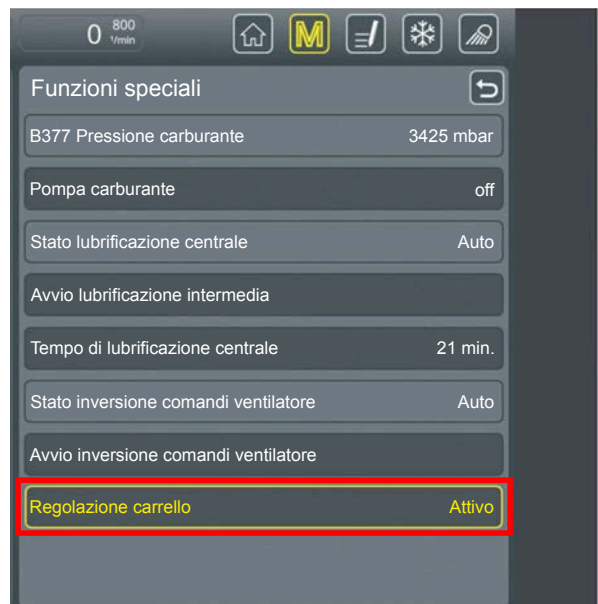 0 800 1/min M
Funzioni speciali
B377 Pressione carburante 3425 mbar
Pompa carburante off
Stato lubrificazione centrale Auto
Avvio lubrificazione intermedia
Tempo di lubrificazione centrale 21 min.
Stato inversione comandi ventilatore Auto
Avvio inversione comandi ventilatore
Regolazione carrello Attivo